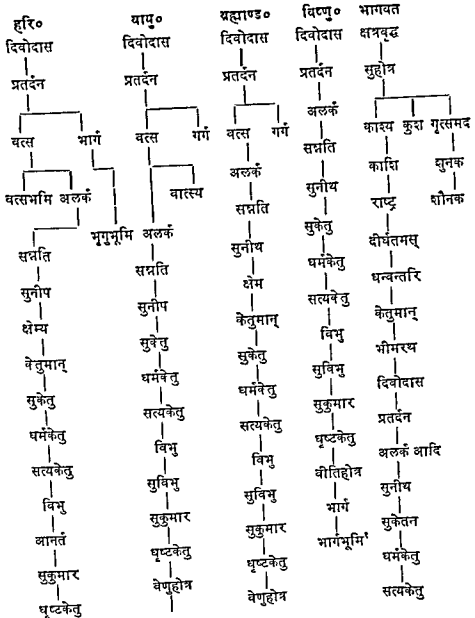 हरि०
दिवोदास
प्रतर्दन
वत्स भार्ग
वत्सभमि अलर्क
भृगुभूमि
सन्नति
सुनीप
क्षेम्य
केतुमान्
सुकेतु
धर्मकेतु
सत्यकेतु
विभु
आनर्त
सुकुमार
धृष्टकेतु
वायु०
दिवोदास
प्रतर्दन
वत्स गर्ग
वात्स्य
अलर्क
सन्नति
सुनीप
सुकेतु
धर्मकेतु
सत्यकेतु
विभु
सुविभु
सुकुमार
धृष्टकेतु
वेणुहोत्र
ब्रह्माण्ड०
दिवोदास
प्रतर्दन
वत्स गर्ग
अलर्क
सन्नति
सुनीथ
क्षेम
केतुमान्
सुकेतु
धर्मकेतु
सत्यकेतु
विभु
सुविभु
सुकुमार
धृष्टकेतु
वेणुहोत्र
विष्णु०
दिवोदास
प्रतर्दन
अलर्क
सन्नति
सुनीथ
सुकेतु
धर्मकेतु
सत्यकेतु
विभु
सुविभु
सुकुमार
धृष्टकेतु
वीतिहोत्र
भार्ग
भार्गभूमि¹
भागवत
क्षत्रवृद्ध
सुहोत्र
काश्य कुश गृत्समद
काशि शुनक
राष्ट्र शौनक
दीर्घतमस्
धन्वन्तरि
केतुमान्
भीमरथ
दिवोदास
प्रतर्दन
अलर्क आदि
सुनीथ
सुकेतन
धर्मकेतु
सत्यकेतु